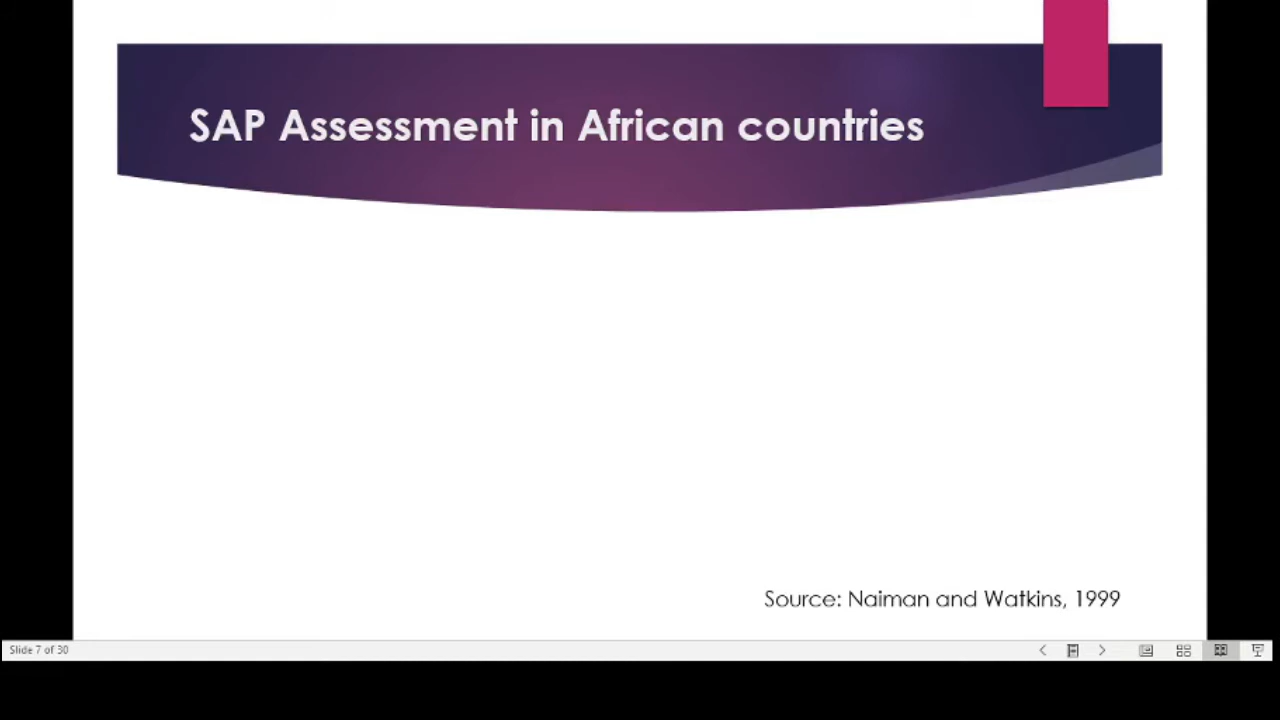 SAP Assessment in African countries
Source: Naiman and Watkins, 1999
Slide 7 of 30